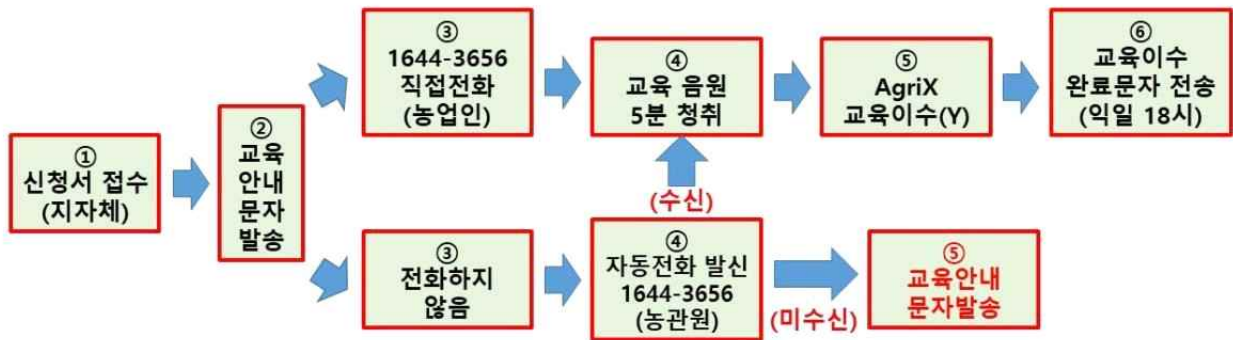 ①
신청서 접수
(지자체)
②
교육
안내
문자
발송
③
1644-3656
직접전화
(농업인)
④
교육 음원
5분 청취
⑤
AgriX
교육이수(Y)
⑥
교육이수
완료문자 전송
(익일 18시)
③
전화하지
않음
④
자동전화 발신
1644-3656
(농관원)
(수신)
(미수신)
⑤
교육안내
문자발송